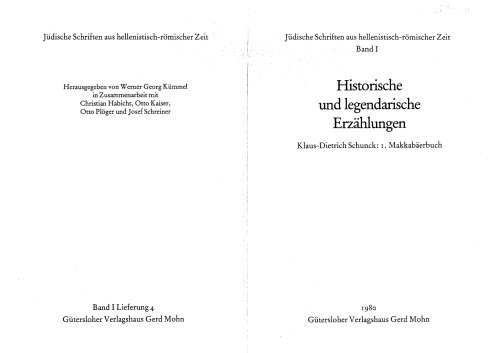 Jüdische Schriften aus hellenistisch-römischer Zeit
Herausgegeben von Werner Georg Kümmel
in Zusammenarbeit mit
Christian Habicht, Otto Kaiser,
Otto Plöger und Josef Schreiner
Band I Lieferung 4
Gütersloher Verlagshaus Gerd Mohn
Jüdische Schriften aus hellenistisch-römischer Zeit
Band I
Historische
und legendarische
Erzählungen
Klaus-Dietrich Schunck: 1. Makkabäerbuch
1980
Gütersloher Verlagshaus Gerd Mohn